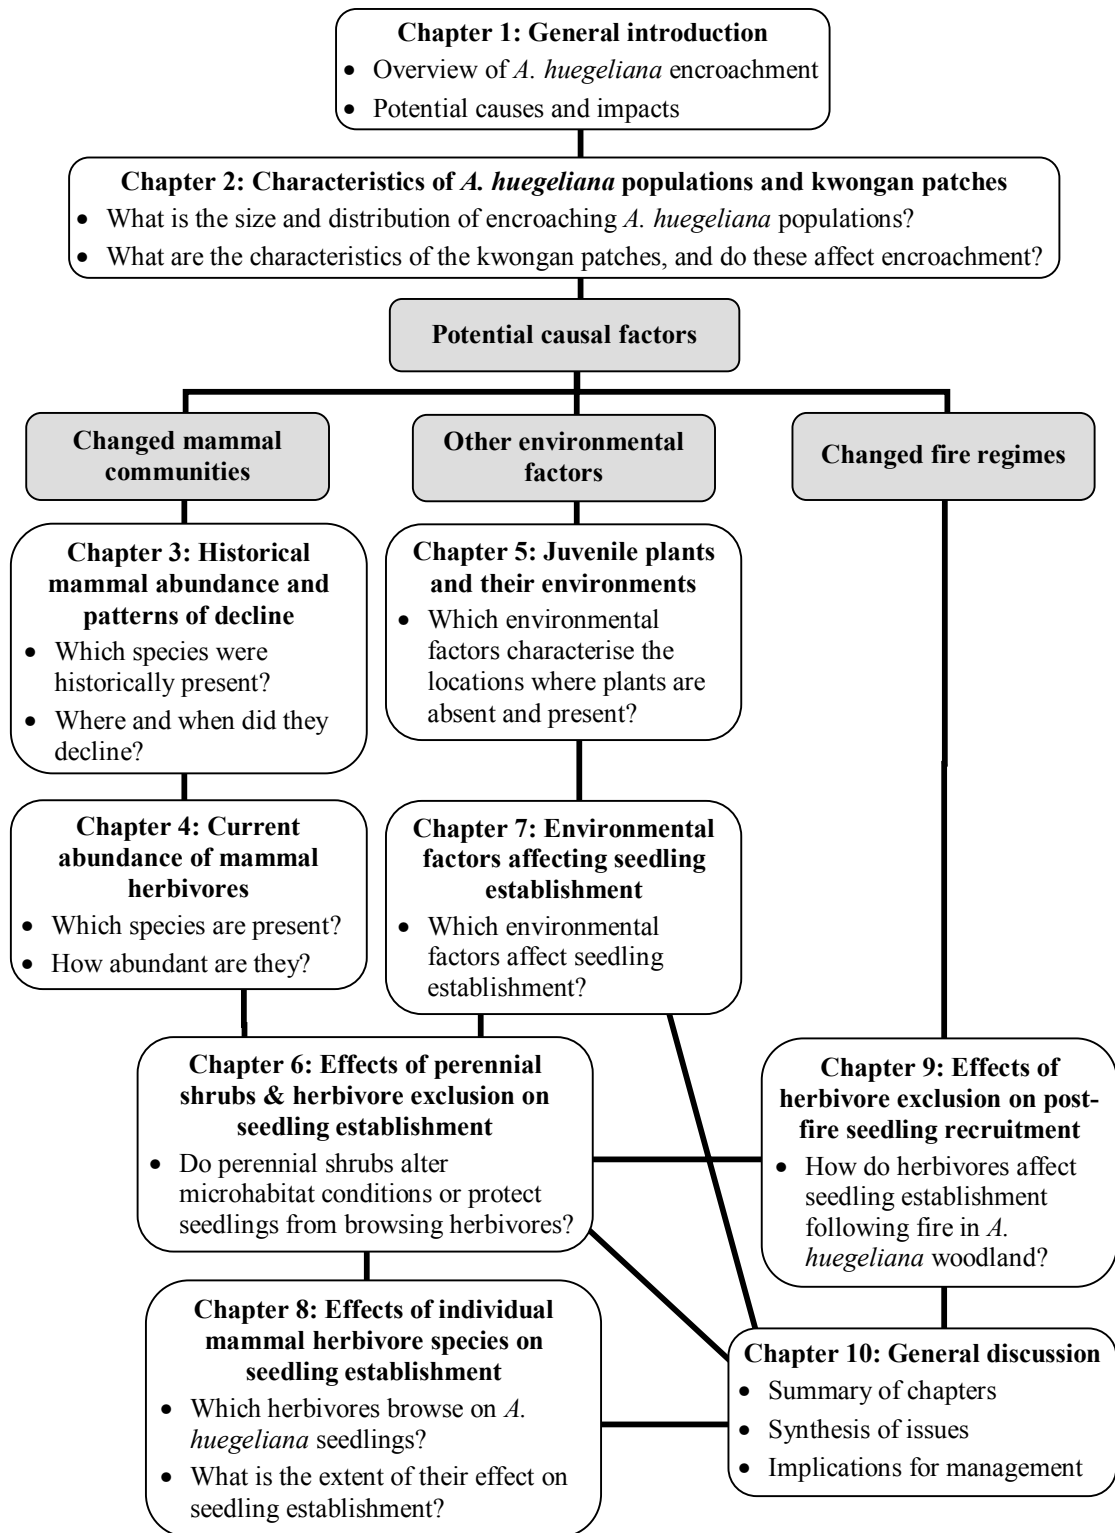 Chapter 1: General introduction
• Overview of A. huegeliana encroachment
• Potential causes and impacts
Chapter 2: Characteristics of A. huegeliana populations and kwongan patches
• What is the size and distribution of encroaching A. huegeliana populations?
• What are the characteristics of the kwongan patches, and do these affect encroachment?
Potential causal factors
Changed mammal
communities
Other environmental
factors
Changed fire regimes
Chapter 3: Historical
mammal abundance and
patterns of decline
• Which species were
historically present?
• Where and when did they
decline?
Chapter 5: Juvenile plants
and their environments
• Which environmental
factors characterise the
locations where plants are
absent and present?
Chapter 4: Current
abundance of mammal
herbivores
• Which species are present?
• How abundant are they?
Chapter 7: Environmental
factors affecting seedling
establishment
• Which environmental
factors affect seedling
establishment?
Chapter 6: Effects of perennial
shrubs & herbivore exclusion on
seedling establishment
• Do perennial shrubs alter
microhabitat conditions or protect
seedlings from browsing herbivores?
Chapter 9: Effects of
herbivore exclusion on post-
fire seedling recruitment
• How do herbivores affect
seedling establishment
following fire in A.
huegeliana woodland?
Chapter 8: Effects of individual
mammal herbivore species on
seedling establishment
• Which herbivores browse on A.
huegeliana seedlings?
• What is the extent of their effect on
seedling establishment?
Chapter 10: General discussion
• Summary of chapters
• Synthesis of issues
• Implications for management